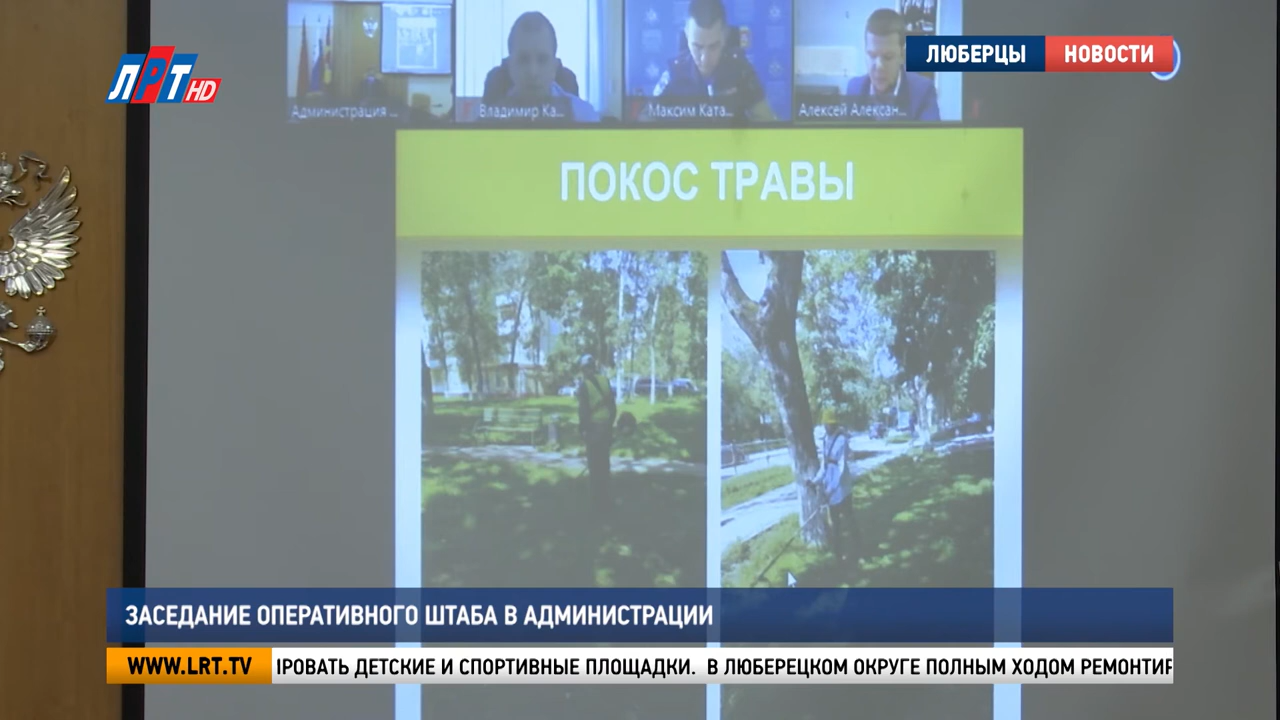 ЛРТ HD
ЛЮБЕРЦЫ НОВОСТИ
Администрация ...
Владимир Ка...
Максим Ката...
Алексей Алексан...
ПОКОС ТРАВЫ
ЗАСЕДАНИЕ ОПЕРАТИВНОГО ШТАБА В АДМИНИСТРАЦИИ
WWW.LRT.TV
ІРОВАТЬ ДЕТСКИЕ И СПОРТИВНЫЕ ПЛОЩАДКИ. В ЛЮБЕРЕЦКОМ ОКРУГЕ ПОЛНЫМ ХОДОМ РЕМОНТИР